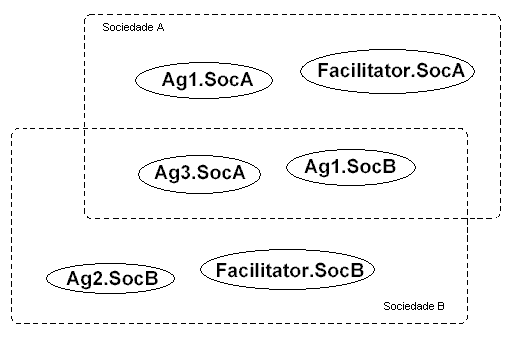 Sociedade A
Ag1.SocA
Facilitator.SocA
Ag3.SocA
Ag1.SocB
Ag2.SocB
Facilitator.SocB
Sociedade B